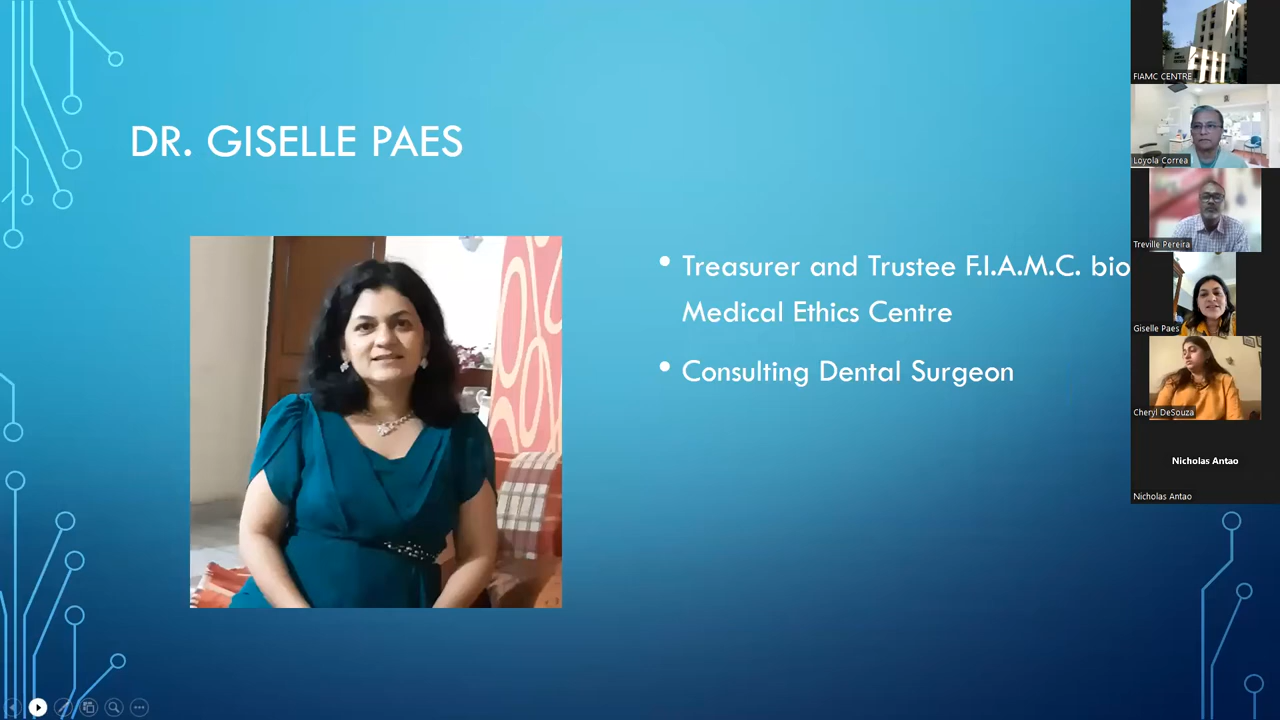 DR. GISELLE PAES
• Treasurer and Trustee F.I.A.M.C. bio
Medical Ethics Centre
• Consulting Dental Surgeon
FIAMC CENTRE
Loyola Correa
Treville Pereira
Giselle Paes
Cheryl DeSouza
Nicholas Antao
Nicholas Antao